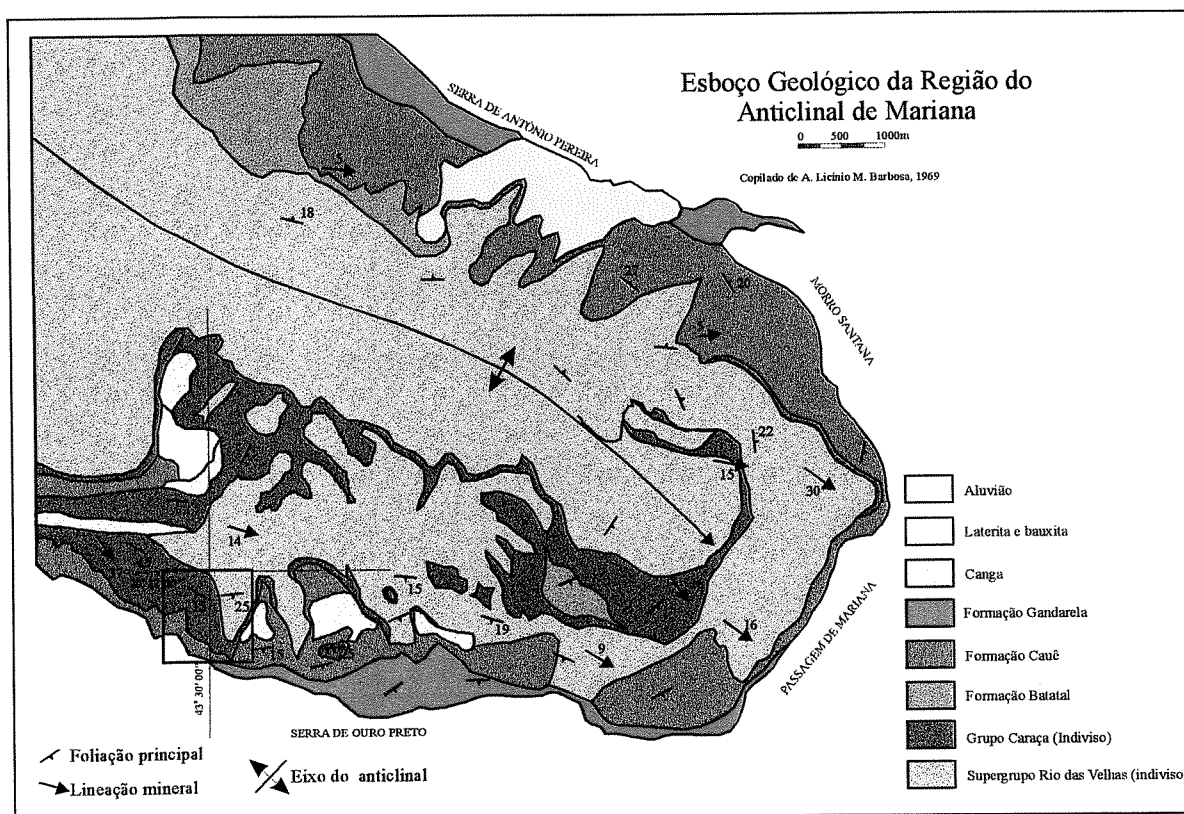 Esboço Geológico da Região do
Anticlinal de Mariana
0 500 1000m
Copilado de A. Licínio M. Barbosa, 1969
SERRA DE ANTÔNIO PEREIRA
MORRO SANTANA
PASSAGEM DE MARIANA
SERRA DE OURO PRETO
43° 30' 00"
18
22
15
30
14
25
15
19
9
16
Aluvião
Laterita e bauxita
Canga
Formação Gandarela
Formação Cauê
Formação Batatal
Grupo Caraça (Indiviso)
Supergrupo Rio das Velhas (indiviso
Foliação principal
Lineação mineral
Eixo do anticlinal